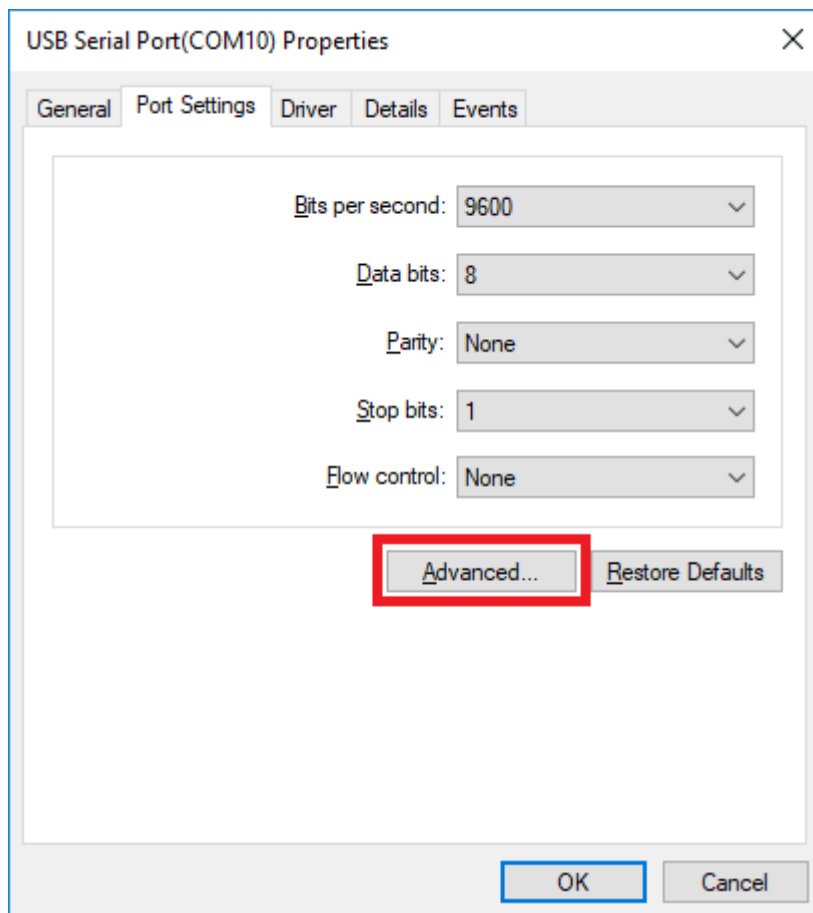 USB Serial Port(COM10) Properties
General Port Settings Driver Details Events
Bits per second: 9600
Data bits: 8
Parity: None
Stop bits: 1
Flow control: None
Advanced... Restore Defaults
OK Cancel